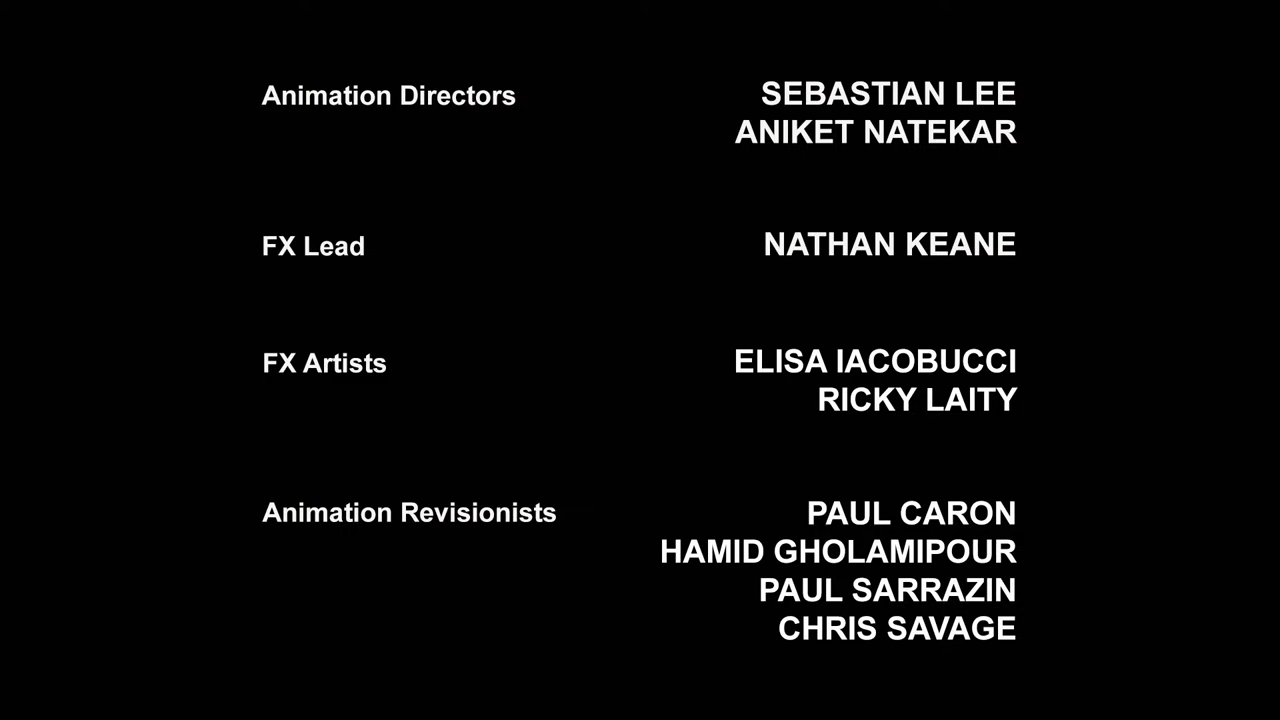 Animation Directors SEBASTIAN LEE
ANIKET NATEKAR
FX Lead NATHAN KEANE
FX Artists ELISA IACOBUCCI
RICKY LAITY
Animation Revisionists PAUL CARON
HAMID GHOLAMIPOUR
PAUL SARRAZIN
CHRIS SAVAGE